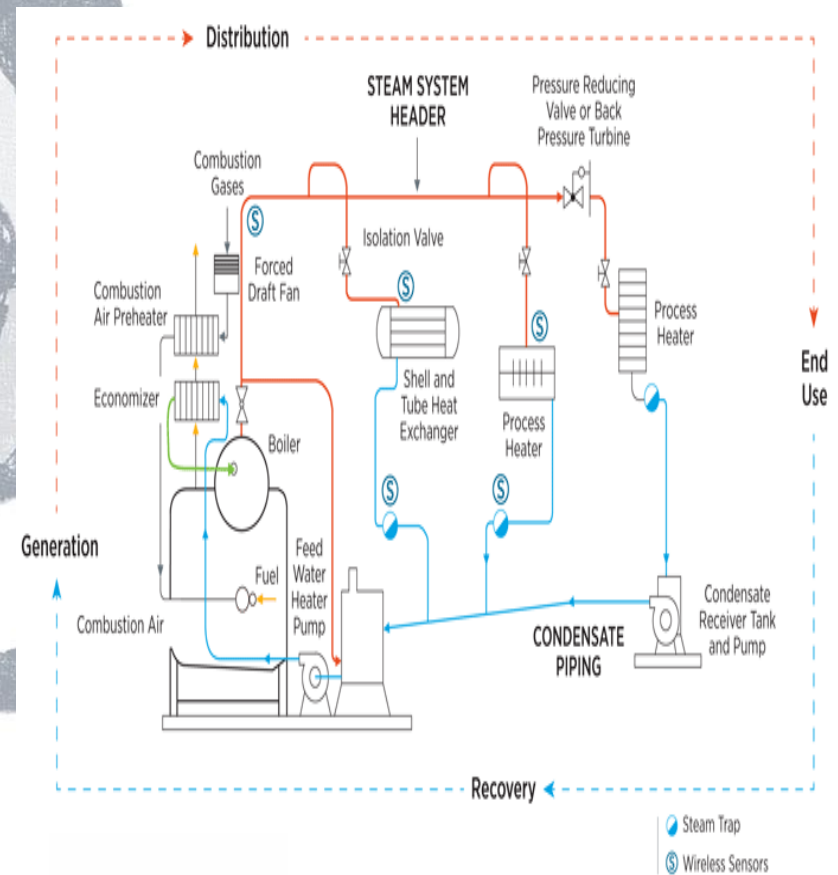 Distribution
STEAM SYSTEM
HEADER
Pressure Reducing
Valve or Back
Pressure Turbine
Combustion
Gases
S
Isolation Valve
Forced
Draft Fan
S
Combustion
Air Preheater
S
Process
Heater
End
Use
Economizer
Shell and
Tube Heat
Exchanger
Process
Heater
Boiler
S
S
Generation
Feed
Water
Heater
Pump
Fuel
Combustion Air
Condensate
Receiver Tank
and Pump
CONDENSATE
PIPING
Recovery
Steam Trap
S Wireless Sensors